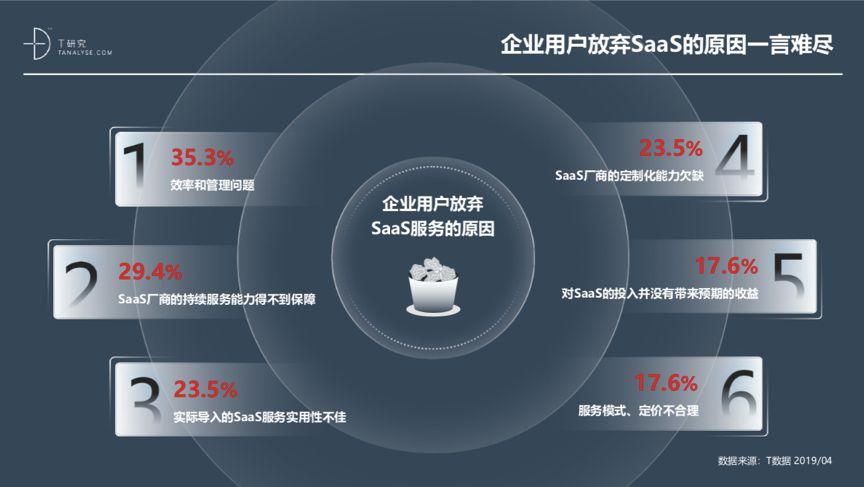 T研究
TANALYSE.COM
企业用户放弃SaaS的原因一言难尽
1
35.3%
效率和管理问题
2
29.4%
SaaS厂商的持续服务能力得不到保障
3
23.5%
实际导入的SaaS服务实用性不佳
企业用户放弃
SaaS服务的原因
4
23.5%
SaaS厂商的定制化能力欠缺
5
17.6%
对SaaS的投入并没有带来预期的收益
6
17.6%
服务模式、定价不合理
数据来源：T数据 2019/04